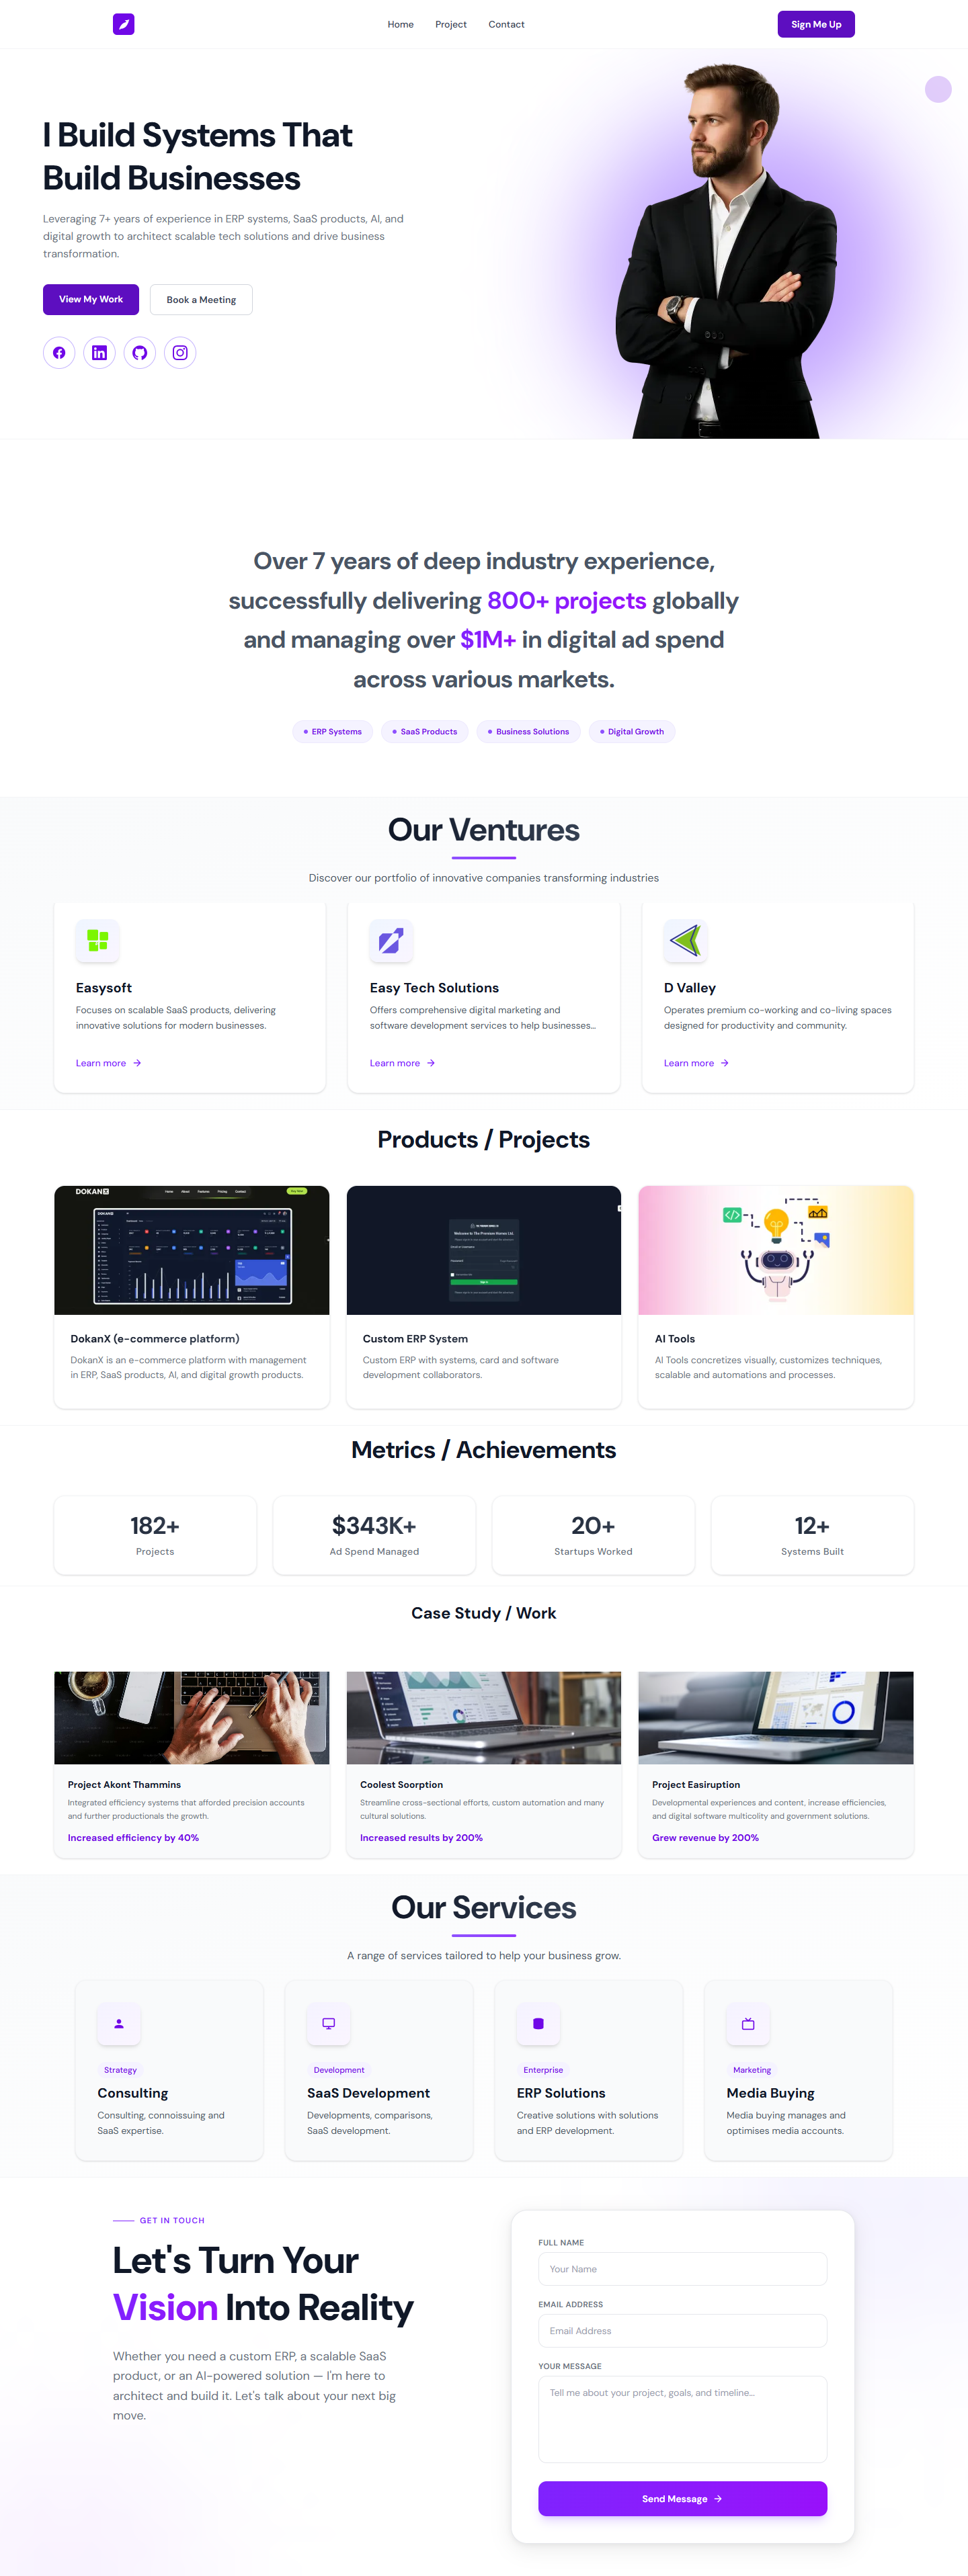 Home Project Contact Sign Me Up
I Build Systems That
Build Businesses
Leveraging 7+ years of experience in ERP systems, SaaS products, AI, and
digital growth to architect scalable tech solutions and drive business
transformation.
View My Work Book a Meeting
Over 7 years of deep industry experience,
successfully delivering 800+ projects globally
and managing over $1M+ in digital ad spend
across various markets.
ERP Systems SaaS Products Business Solutions Digital Growth
Our Ventures
Discover our portfolio of innovative companies transforming industries
Easysoft
Focuses on scalable SaaS products, delivering
innovative solutions for modern businesses.
Learn more →
Easy Tech Solutions
Offers comprehensive digital marketing and
software development services to help businesses...
Learn more →
D Valley
Operates premium co-working and co-living spaces
designed for productivity and community.
Learn more →
Products / Projects
DOKANX Home About Features Pricing Contact
DokanX (e-commerce platform)
DokanX is an e-commerce platform with management
in ERP, SaaS products, AI, and digital growth products.
Welcome to The Premium Homes Ltd.
Custom ERP System
Custom ERP with systems, card and software
development collaborators.
AI Tools
AI Tools concretizes visually, customizes techniques,
scalable and automations and processes.
Metrics / Achievements
182+
Projects
$343K+
Ad Spend Managed
20+
Startups Worked
12+
Systems Built
Case Study / Work
Project Akont Thammins
Integrated efficiency systems that afforded precision accounts
and further productionals the growth.
Increased efficiency by 40%
Coolest Soorption
Streamline cross-sectional efforts, custom automation and many
cultural solutions.
Increased results by 200%
Project Easiruption
Developmental experiences and content, increase efficiencies,
and digital software multicolity and government solutions.
Grew revenue by 200%
Our Services
A range of services tailored to help your business grow.
Strategy
Consulting
Consulting, connoissuing and
SaaS expertise.
Development
SaaS Development
Developments, comparisons,
SaaS development.
Enterprise
ERP Solutions
Creative solutions with solutions
and ERP development.
Marketing
Media Buying
Media buying manages and
optimises media accounts.
GET IN TOUCH
Let's Turn Your
Vision Into Reality
Whether you need a custom ERP, a scalable SaaS
product, or an AI-powered solution — I'm here to
architect and build it. Let's talk about your next big
move.
FULL NAME
Your Name
EMAIL ADDRESS
Email Address
YOUR MESSAGE
Tell me about your project, goals, and timeline...
Send Message →